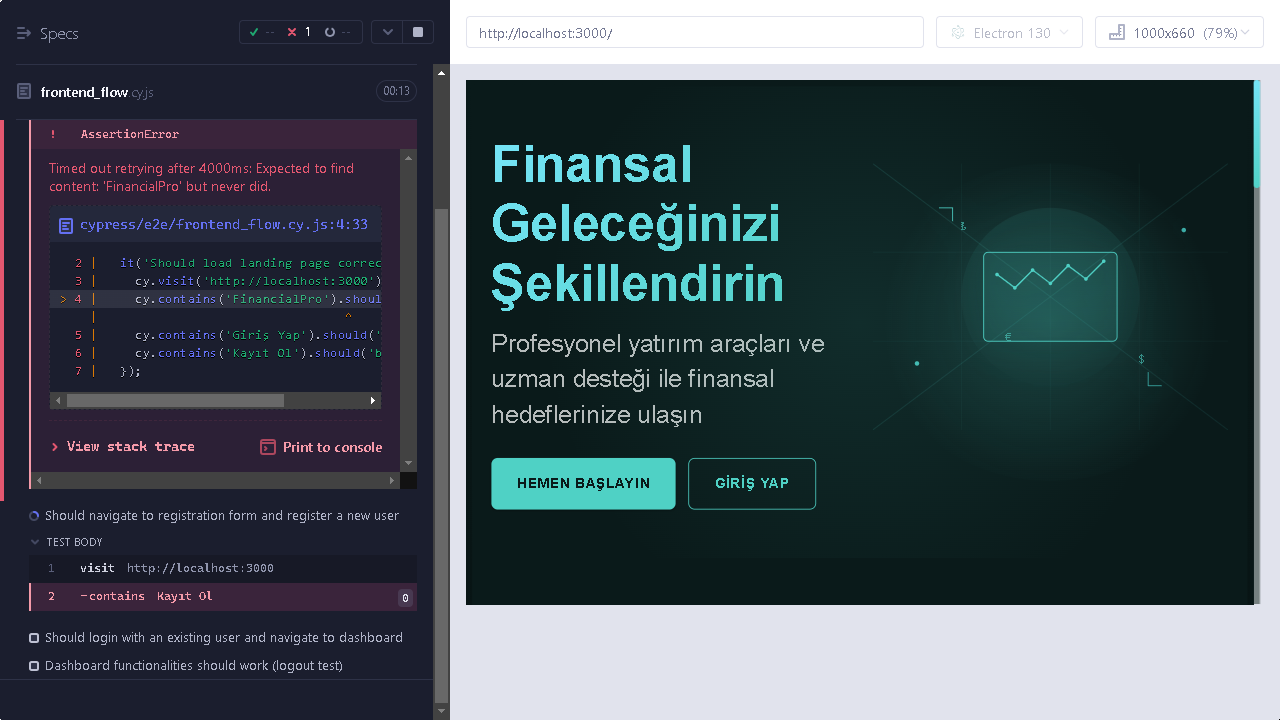 Specs
-- 1 --
http://localhost:3000/
Electron 130
1000x660 (79%)
frontend_flow cy.js
00:13
! AssertionError
Timed out retrying after 4000ms: Expected to find
content: 'FinancialPro' but never did.
cypress/e2e/frontend_flow.cy.js:4:33
2 | it('Should load landing page correc
3 | cy.visit('http://localhost:3000')
> 4 | cy.contains('FinancialPro').shoul
| ^
5 | cy.contains('Giriş Yap').should('
6 | cy.contains('Kayıt Ol').should('b
7 | });
> View stack trace
Print to console
Should navigate to registration form and register a new user
TEST BODY
1 visit http://localhost:3000
2 -contains Kayıt Ol 0
Should login with an existing user and navigate to dashboard
Dashboard functionalities should work (logout test)
Finansal
Geleceğinizi
Şekillendirin
Profesyonel yatırım araçları ve
uzman desteği ile finansal
hedeflerinize ulaşın
HEMEN BAŞLAYIN
GİRİŞ YAP
₺
€
$